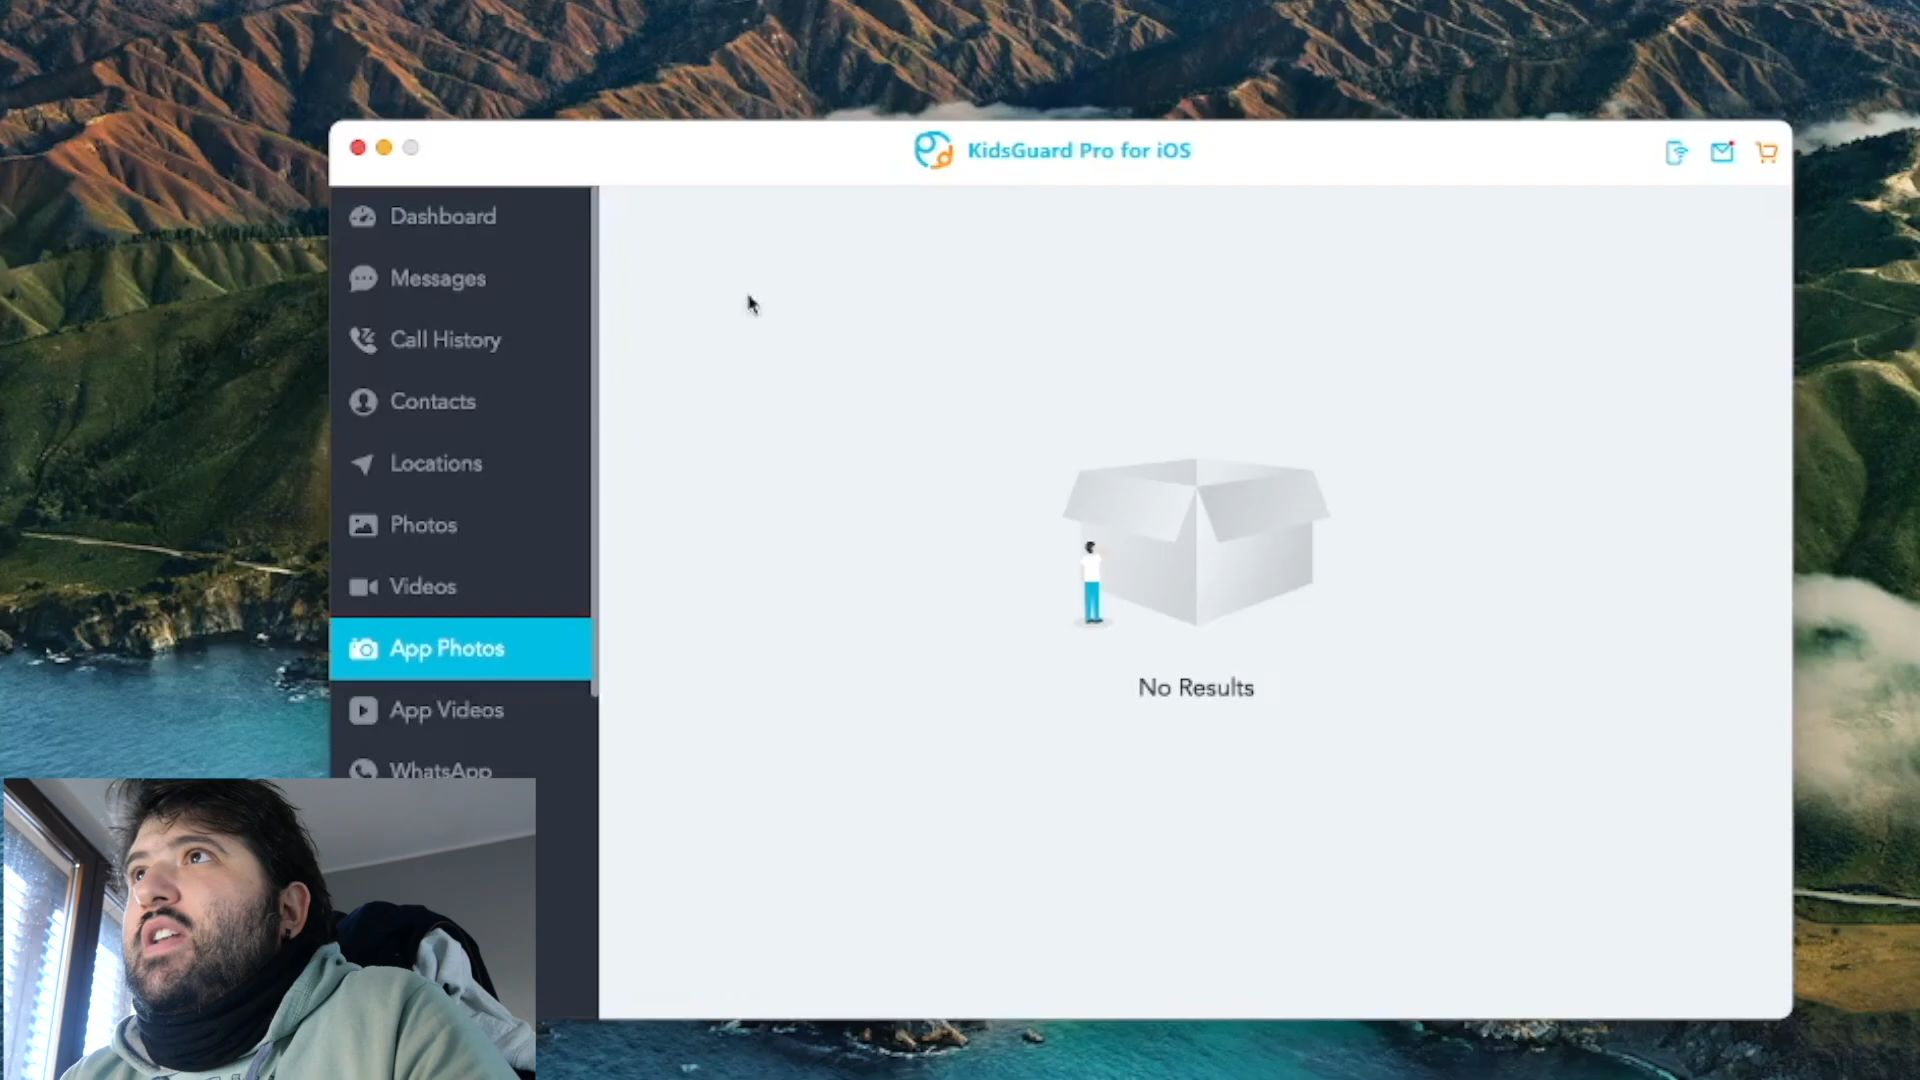 KidsGuard Pro for iOS
Dashboard
Messages
Call History
Contacts
Locations
Photos
Videos
App Photos
App Videos
WhatsApp
No Results